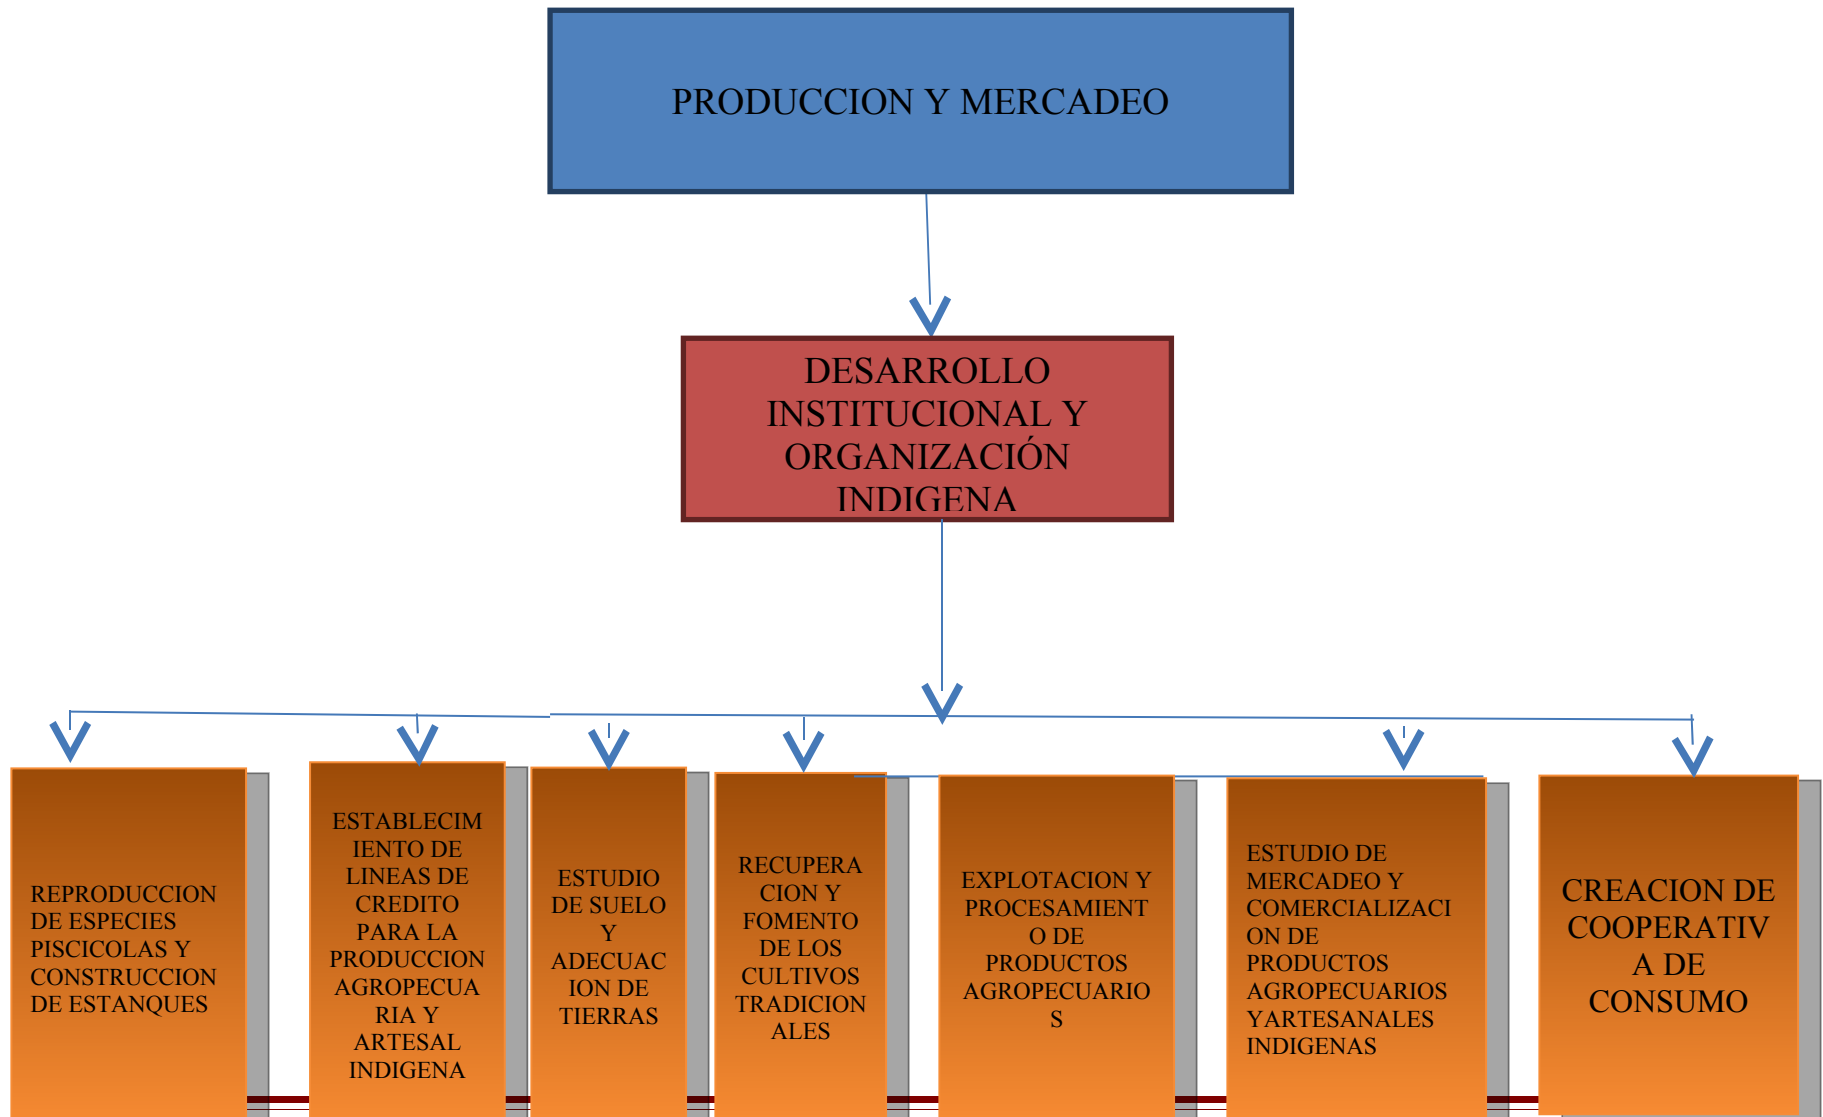 PRODUCCION Y MERCADEO
DESARROLLO
INSTITUCIONAL Y
ORGANIZACIÓN
INDIGENA
REPRODUCCION
DE ESPECIES
PISCICOLAS Y
CONSTRUCCION
DE ESTANQUES
ESTABLECIM
IENTO DE
LINEAS DE
CREDITO
PARA LA
PRODUCCION
AGROPECUA
RIA Y
ARTESAL
INDIGENA
ESTUDIO
DE SUELO
Y
ADECUAC
ION DE
TIERRAS
RECUPERA
CION Y
FOMENTO
DE LOS
CULTIVOS
TRADICION
ALES
EXPLOTACION Y
PROCESAMIENT
O DE
PRODUCTOS
AGROPECUARIO
S
ESTUDIO DE
MERCADEO Y
COMERCIALIZACI
ON DE
PRODUCTOS
AGROPECUARIOS
YARTESANALES
INDIGENAS
CREACION DE
COOPERATIV
A DE
CONSUMO